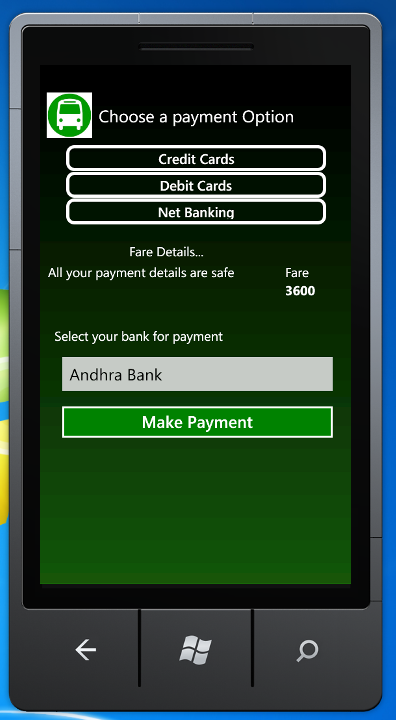 Choose a payment Option
Credit Cards
Debit Cards
Net Banking
Fare Details...
All your payment details are safe
Fare
3600
Select your bank for payment
Andhra Bank
Make Payment